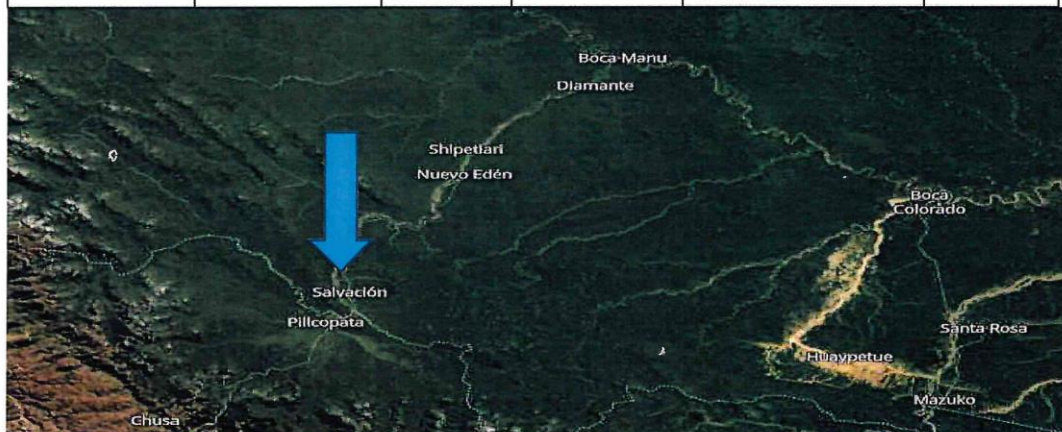 Boca Manu
Diamante
Shipetiari
Nuevo Edén
Boca
Colorado
Salvación
Pillcopata
Santa Rosa
Huaypetue
Mazuko
Chusa